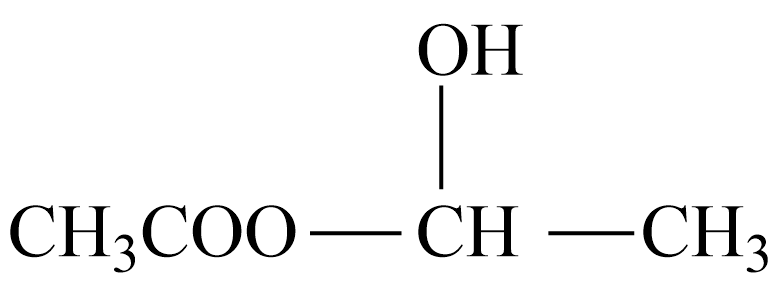 OH
CH₃COO — CH — CH₃